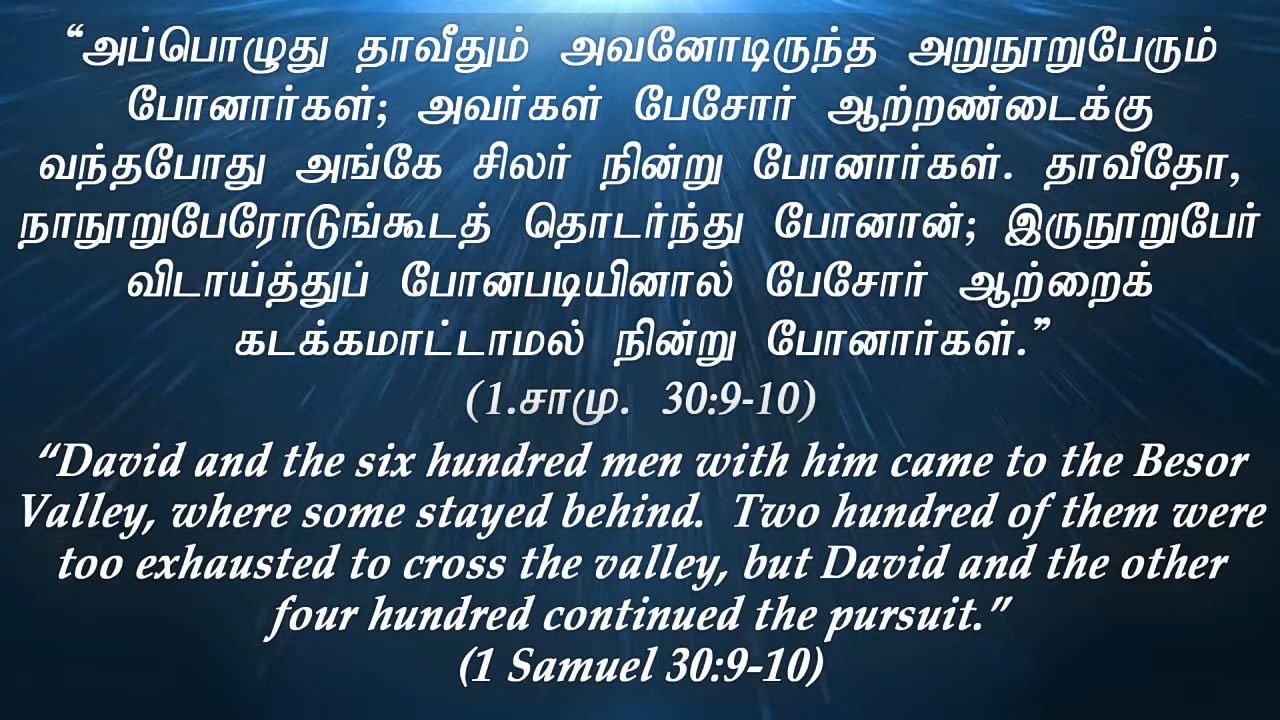 “அப்பொழுது தாவீதும் அவனோடிருந்த அறுநூறுபேரும்
போனார்கள்; அவர்கள் பேசோர் ஆற்றண்டைக்கு
வந்தபோது அங்கே சிலர் நின்று போனார்கள். தாவீதோ,
நாநூறுபேரோடுங்கூடத் தொடர்ந்து போனான்; இருநூறுபேர்
விடாய்த்துப் போனபடியினால் பேசோர் ஆற்றைக்
கடக்கமாட்டாமல் நின்று போனார்கள்.”
(1.சாமு. 30:9-10)
“David and the six hundred men with him came to the Besor
Valley, where some stayed behind. Two hundred of them were
too exhausted to cross the valley, but David and the other
four hundred continued the pursuit.”
(1 Samuel 30:9-10)